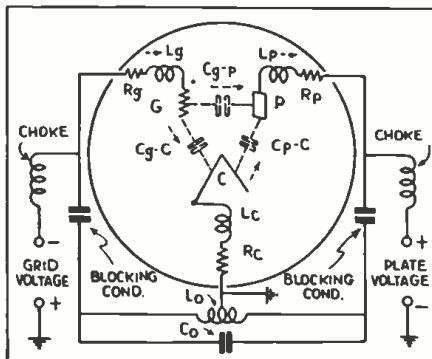 Lg
Lp
Cg-p
Rg
Rp
G
P
Cg-C
Cp-C
C
CHOKE
CHOKE
LC
RC
-
-
GRID
VOLTAGE
+
BLOCKING
COND.
BLOCKING
COND.
+
PLATE
VOLTAGE
-
Lo
Co